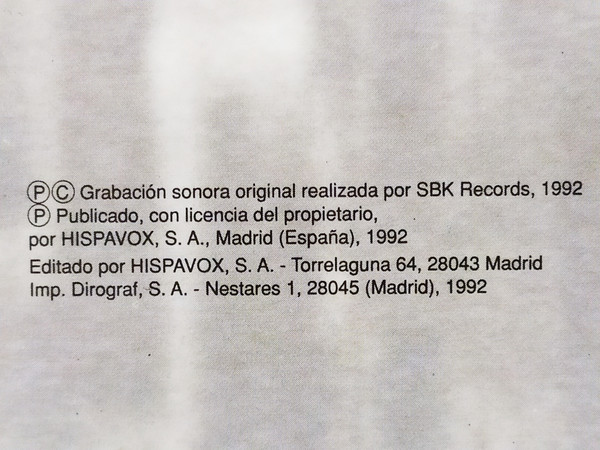 ⓅⒸ Grabación sonora original realizada por SBK Records, 1992
Ⓟ Publicado, con licencia del propietario,
por HISPAVOX, S. A., Madrid (España), 1992
Editado por HISPAVOX, S. A. - Torrelaguna 64, 28043 Madrid
Imp. Dirograf, S. A. - Nestares 1, 28045 (Madrid), 1992